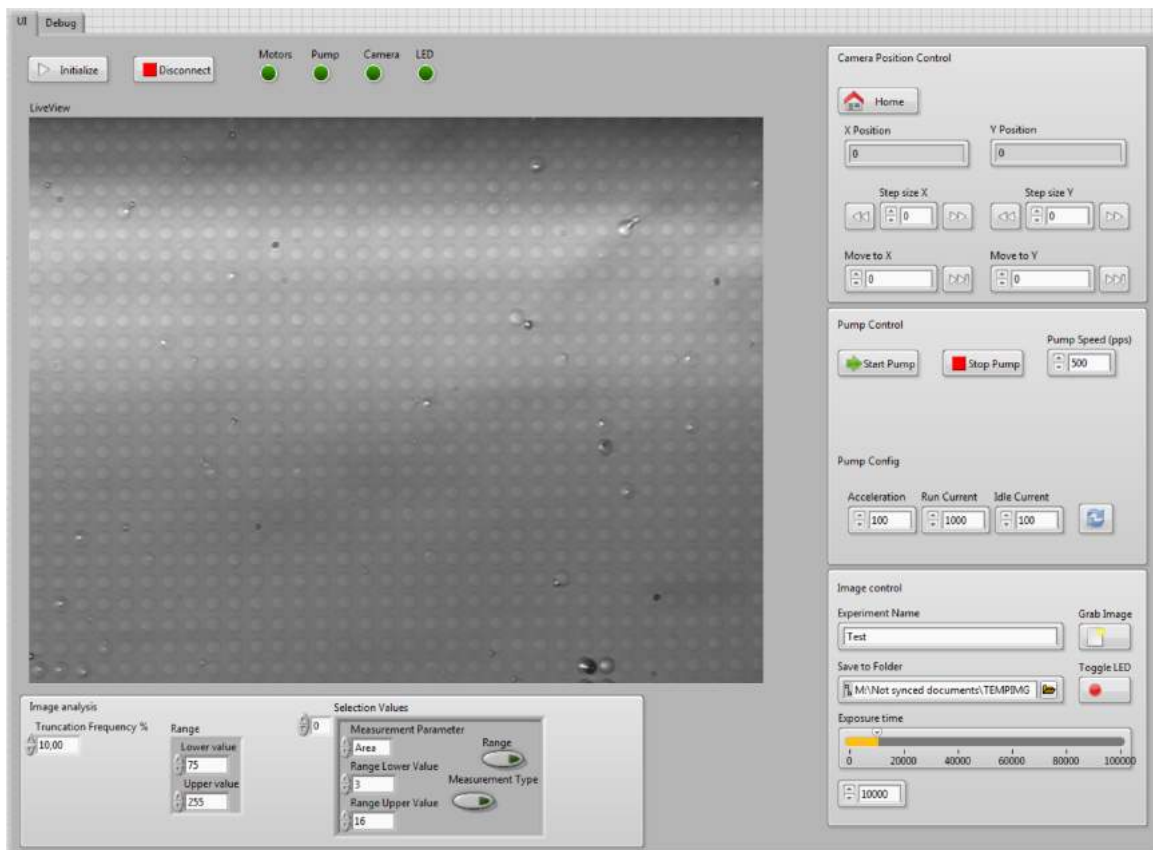 UI Debug
Initialize Disconnect Motors Pump Camera LED
LiveView
Camera Position Control
Home
X Position Y Position
0 0
Step size X Step size Y
0 0
Move to X Move to Y
0 0
Pump Control
Pump Speed (pps)
Start Pump Stop Pump 500
Pump Config
Acceleration Run Current Idle Current
100 1000 100
Image control
Experiment Name Grab Image
Test
Save to Folder Toggle LED
M:\Not synced documents\TEMPIMG
Exposure time
0 20000 40000 60000 80000 100000
10000
Image analysis
Truncation Frequency %
10,00
Range
Lower value
75
Upper value
255
Selection Values
0
Measurement Parameter
Area
Range
Range Lower Value
3
Measurement Type
Range Upper Value
16